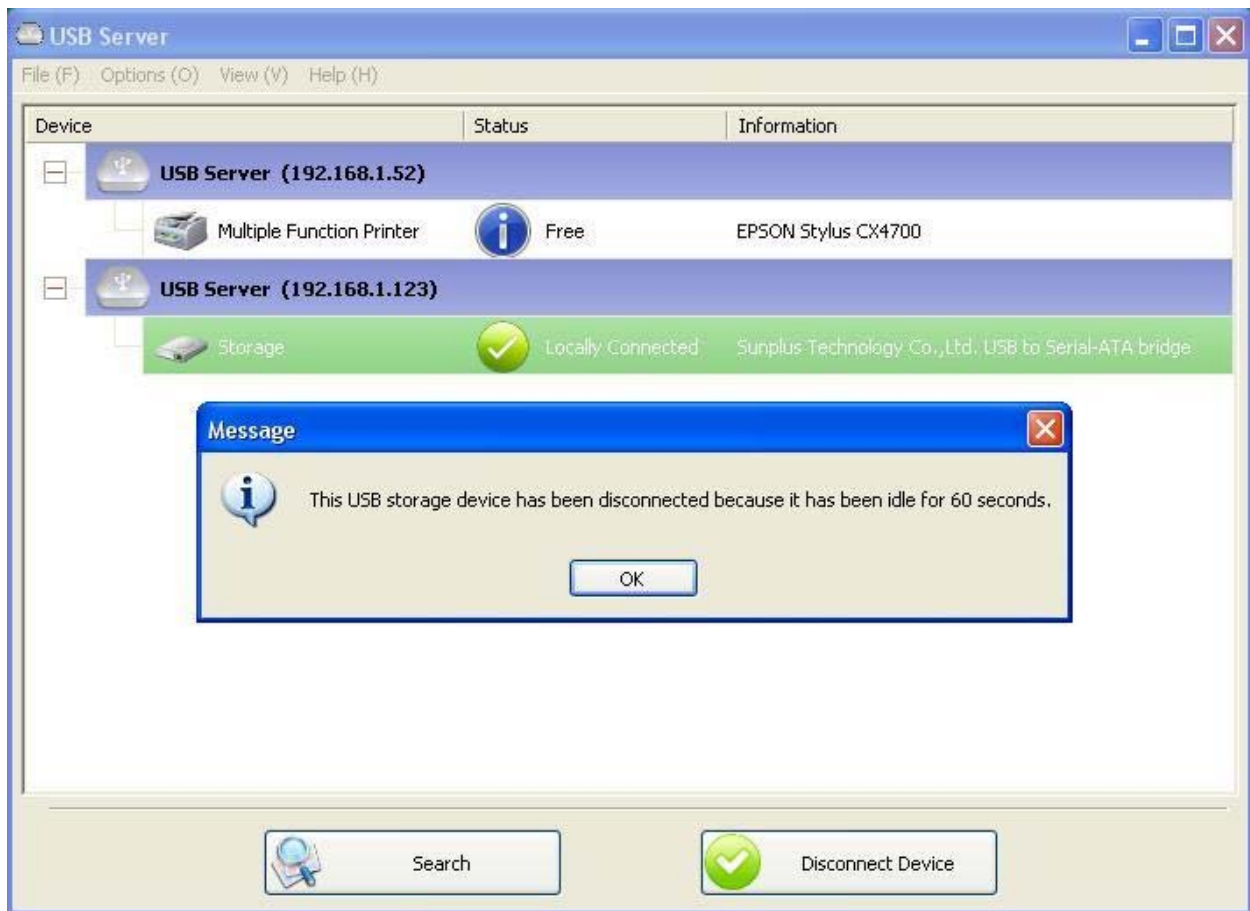 USB Server
File (F) Options (O) View (V) Help (H)
Device Status Information
USB Server (192.168.1.52)
Multiple Function Printer Free EPSON Stylus CX4700
USB Server (192.168.1.123)
Storage Locally Connected Sunplus Technology Co.,Ltd. USB to Serial-ATA bridge
Message
This USB storage device has been disconnected because it has been idle for 60 seconds.
OK
Search Disconnect Device